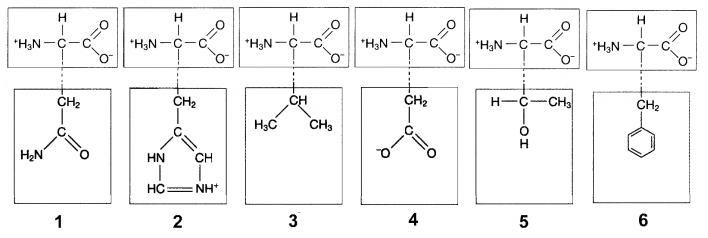 H H H H H H
O O O O O O
⁺H₃N C C ⁺H₃N C C ⁺H₃N C C ⁺H₃N C C ⁺H₃N C C ⁺H₃N C C
O⁻ O⁻ O⁻ O⁻ O⁻ O⁻
CH₂ CH₂ CH CH₂ H C CH₃ CH₂
C C H₃C CH₃ C O
H₂N O HN CH ⁻O O H
HC NH⁺
1 2 3 4 5 6